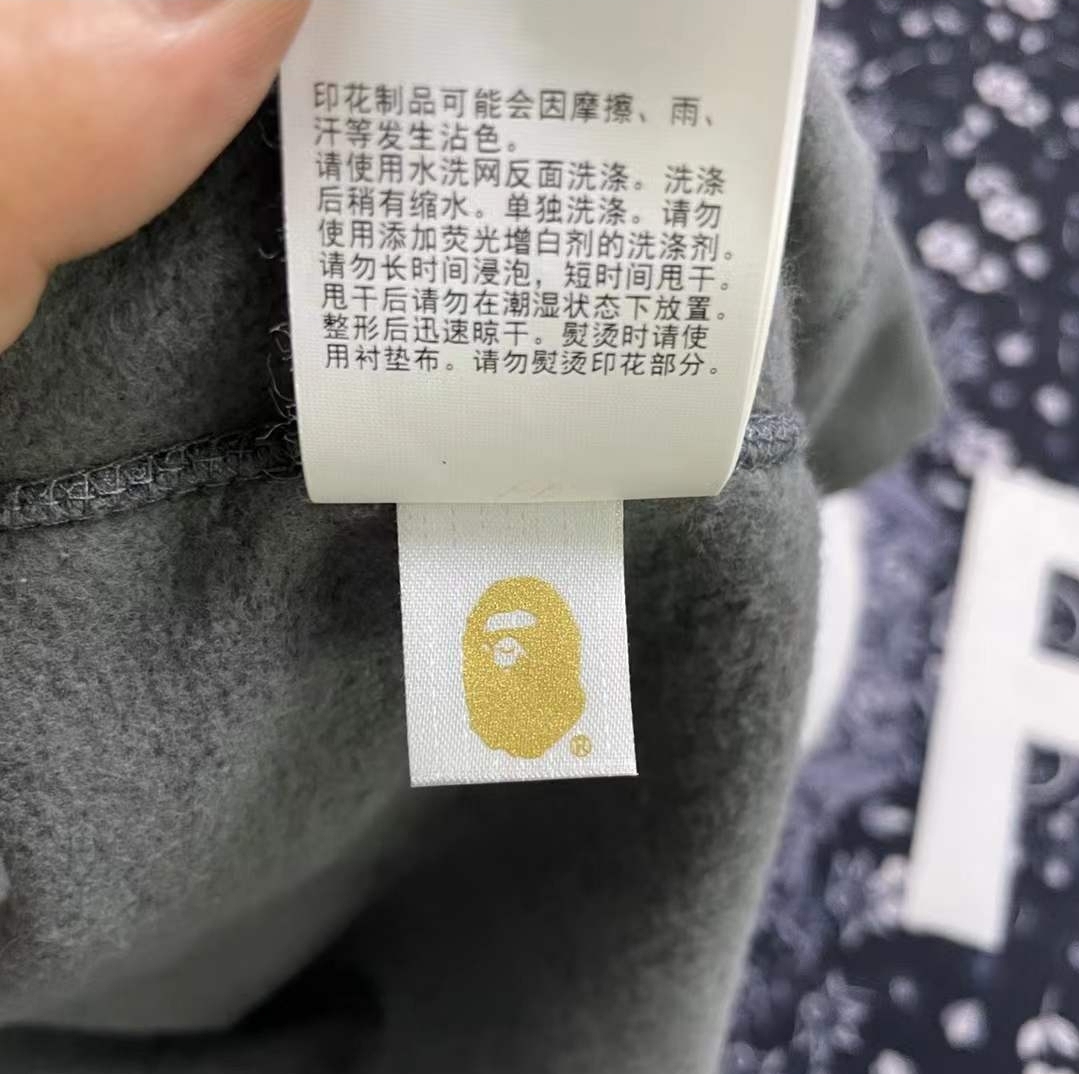 印花制品可能会因摩擦、雨、
汗等发生沾色。
请使用水洗网反面洗涤。洗涤
后稍有缩水。单独洗涤。请勿
使用添加荧光增白剂的洗涤剂。
请勿长时间浸泡，短时间甩干。
甩干后请勿在潮湿状态下放置。
整形后迅速晾干。熨烫时请使
用衬垫布。请勿熨烫印花部分。
®